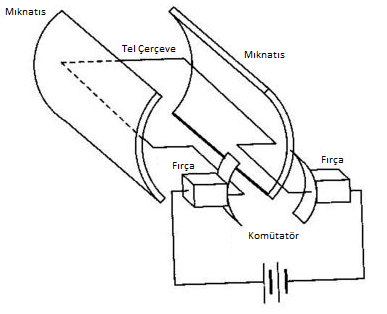 Mıknatıs
Tel Çerçeve
Mıknatıs
Fırça
Fırça
Komütatör